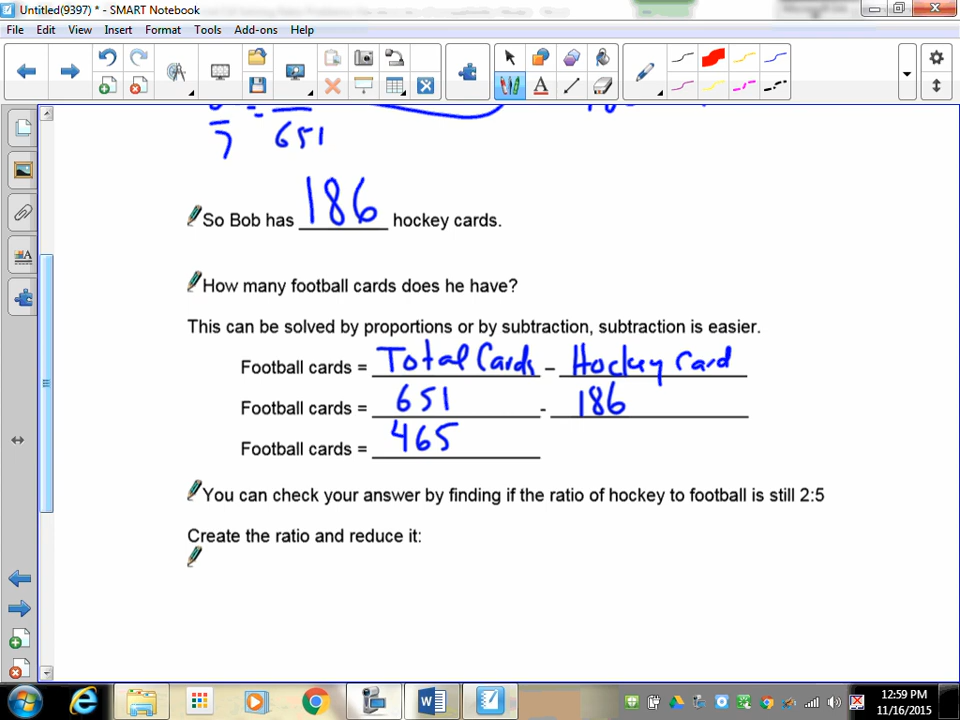 Untitled(9397) * - SMART Notebook
File Edit View Insert Format Tools Add-ons Help
7 = 651
So Bob has 186 hockey cards.
How many football cards does he have?
This can be solved by proportions or by subtraction, subtraction is easier.
Football cards = Total Cards - Hockey Card
Football cards = 651 - 186
Football cards = 465
You can check your answer by finding if the ratio of hockey to football is still 2:5
Create the ratio and reduce it:
12:59 PM
11/16/2015